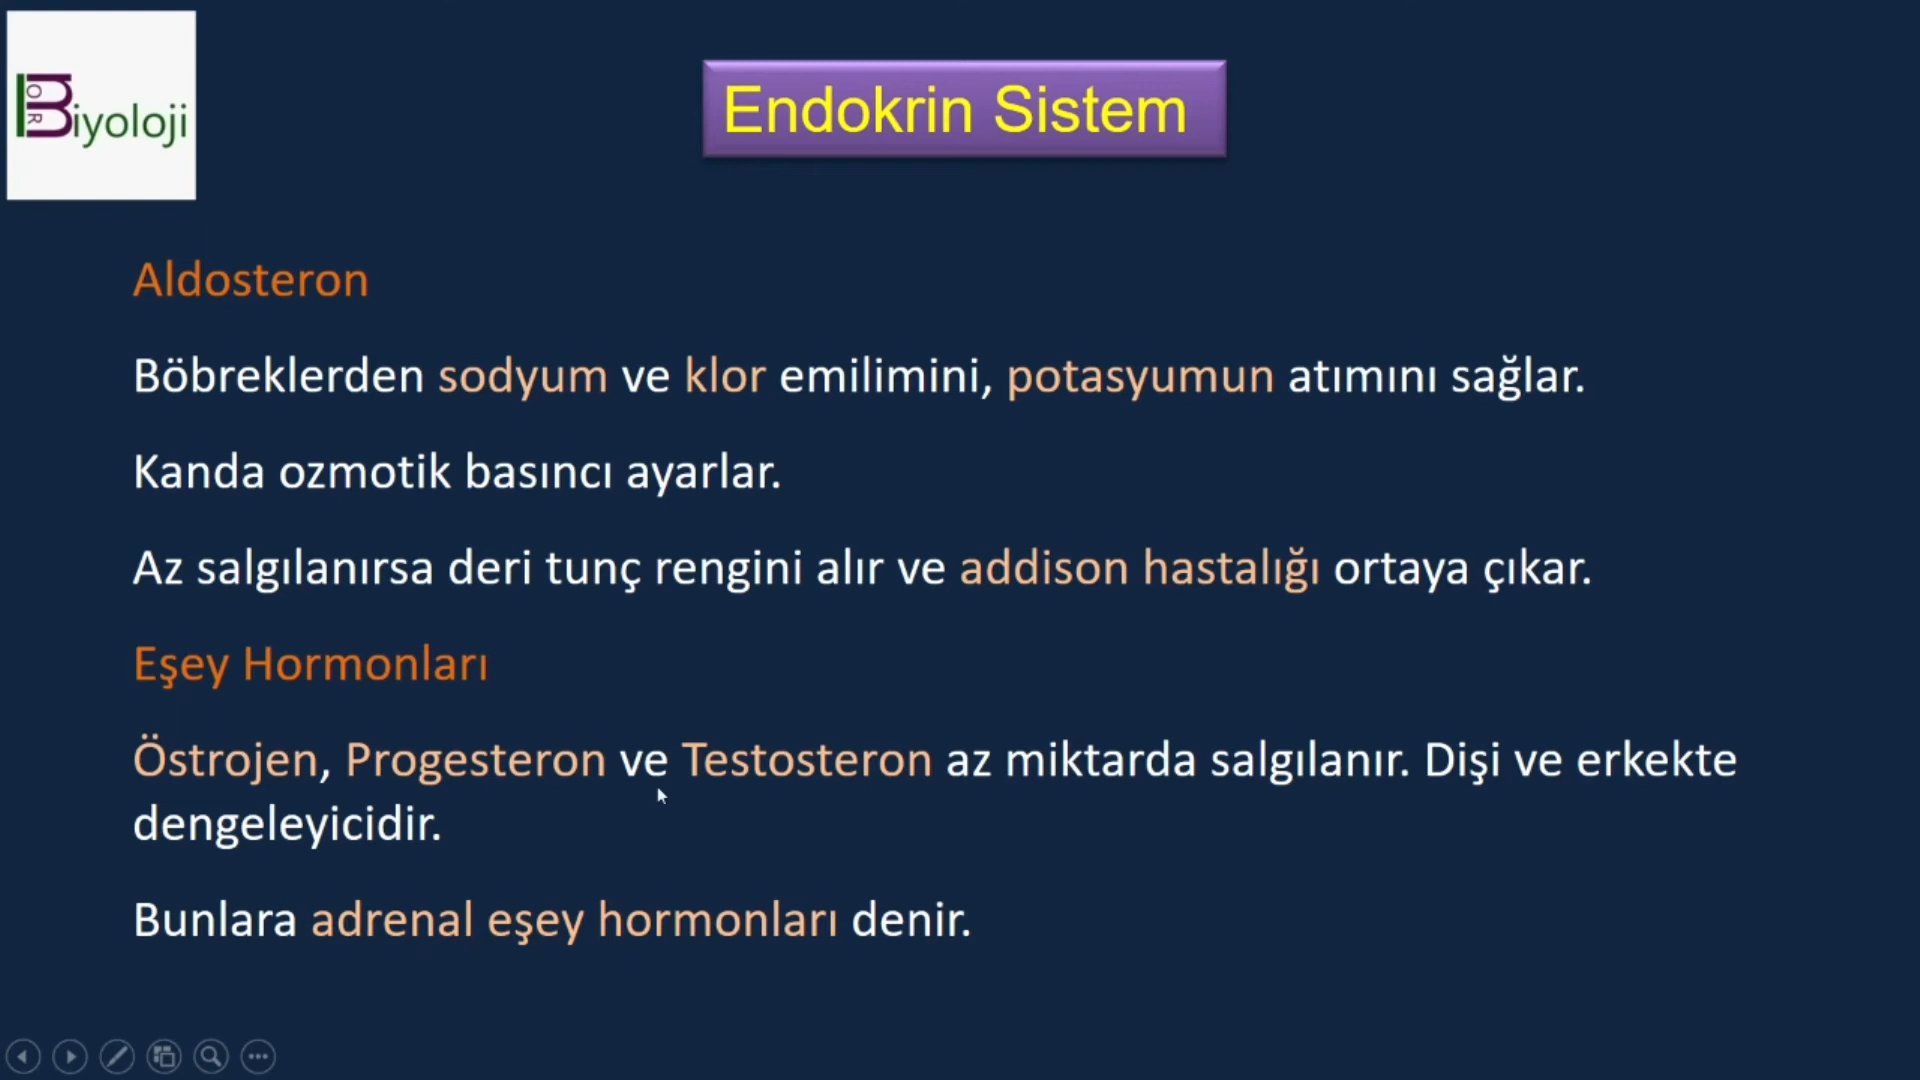 Biyoloji
OR
Endokrin Sistem
Aldosteron
Böbreklerden sodyum ve klor emilimini, potasyumun atımını sağlar.
Kanda ozmotik basıncı ayarlar.
Az salgılanırsa deri tunç rengini alır ve addison hastalığı ortaya çıkar.
Eşey Hormonları
Östrojen, Progesteron ve Testosteron az miktarda salgılanır. Dişi ve erkekte
dengeleyicidir.
Bunlara adrenal eşey hormonları denir.